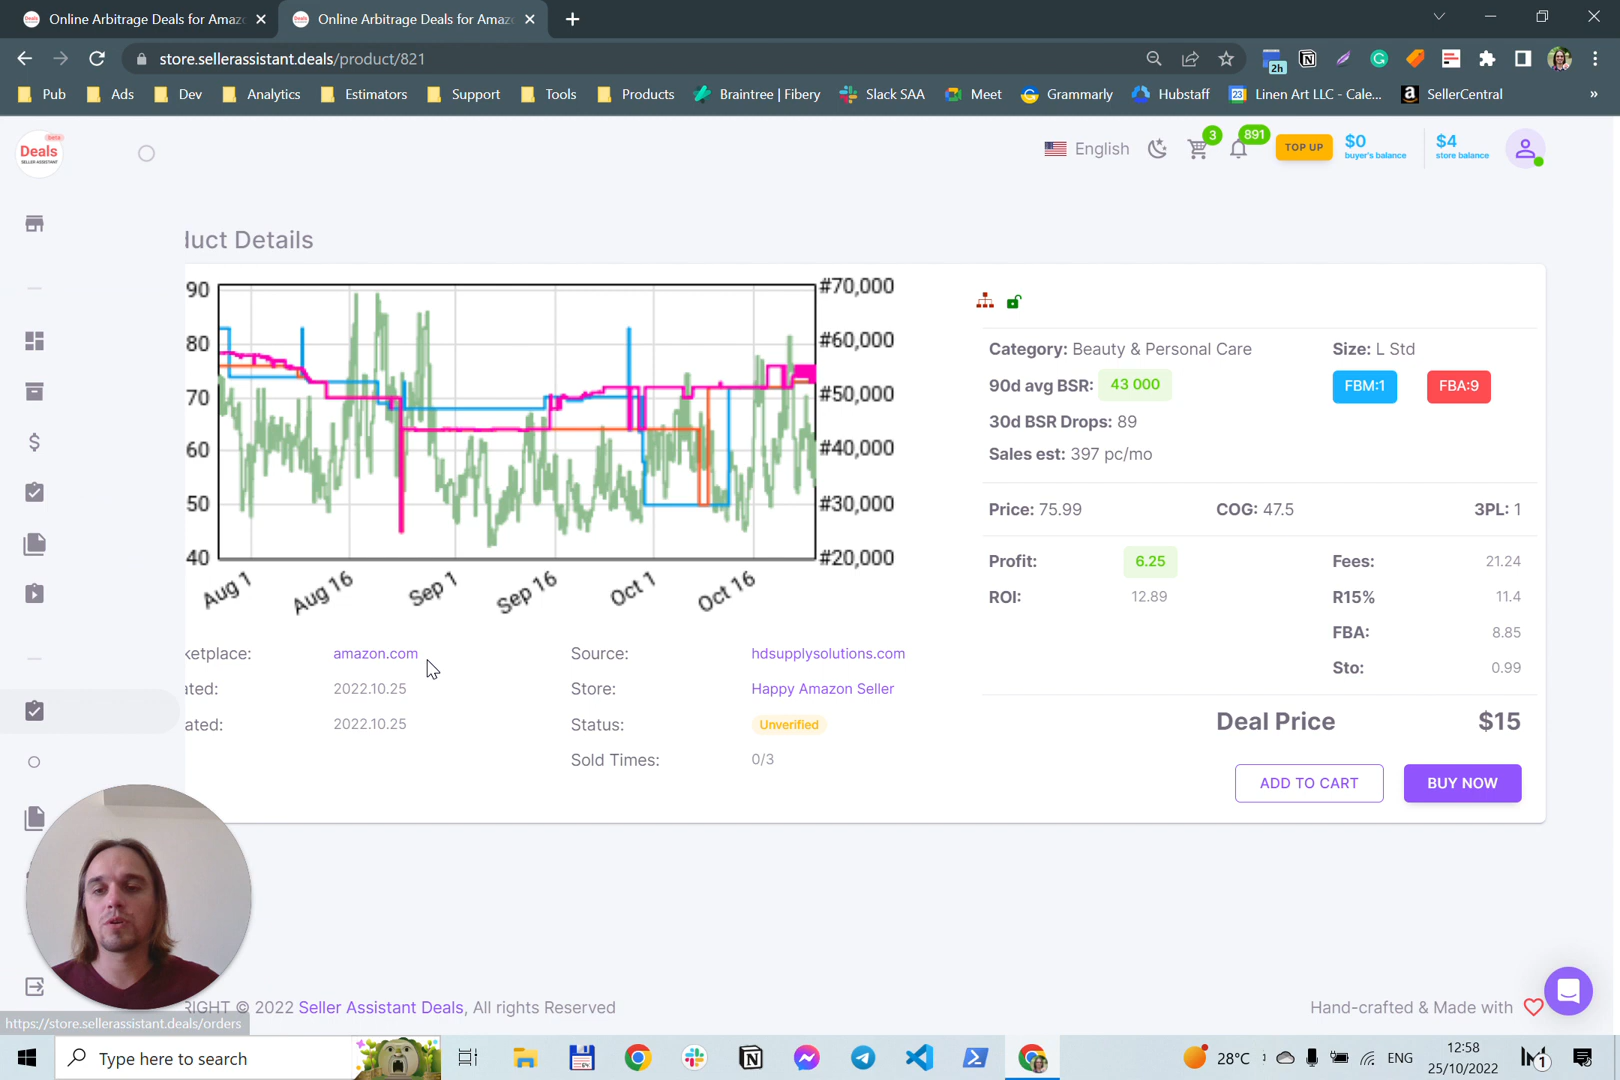 Online Arbitrage Deals for Amaz
Online Arbitrage Deals for Amaz
store.sellerassistant.deals/product/821
2h
Pub
Ads
Dev
Analytics
Estimators
Support
Tools
Products
Braintree | Fibery
Slack SAA
Meet
Grammarly
Hubstaff
23
Linen Art LLC - Cale...
SellerCentral
»
beta
Deals
SELLER ASSISTANT
English
3
891
TOP UP
$0
buyer's balance
$4
store balance
duct Details
90
80
70
60
50
40
#70,000
#60,000
#50,000
#40,000
#30,000
#20,000
Aug 1
Aug 16
Sep 1
Sep 16
Oct 1
Oct 16
ketplace:
amazon.com
ated:
2022.10.25
ated:
2022.10.25
Source:
hdsupplysolutions.com
Store:
Happy Amazon Seller
Status:
Unverified
Sold Times:
0/3
Category: Beauty & Personal Care
Size: L Std
90d avg BSR: 43 000
FBM:1
FBA:9
30d BSR Drops: 89
Sales est: 397 pc/mo
Price: 75.99
COG: 47.5
3PL: 1
Profit:
6.25
Fees:
21.24
ROI:
12.89
R15%
11.4
FBA:
8.85
Sto:
0.99
Deal Price
$15
ADD TO CART
BUY NOW
RIGHT © 2022 Seller Assistant Deals, All rights Reserved
Hand-crafted & Made with
https://store.sellerassistant.deals/orders
Type here to search
28°C
ENG
12:58
25/10/2022
1